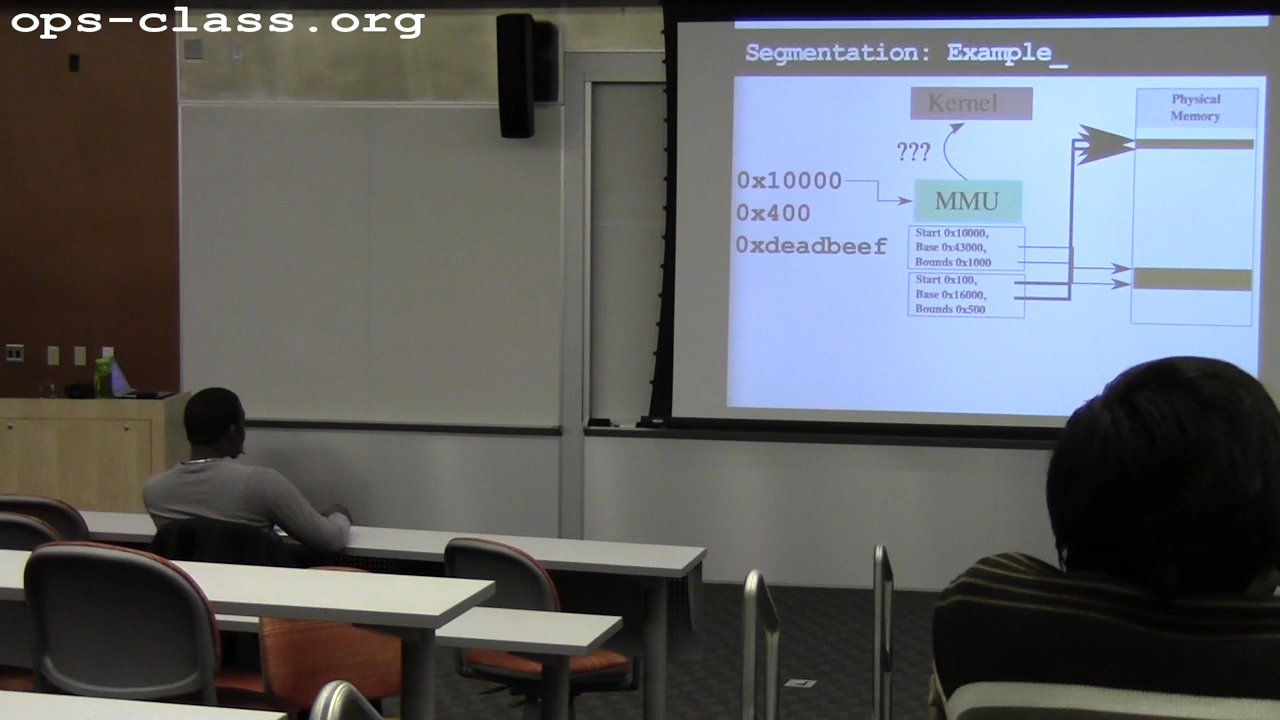 ops-class.org
Segmentation: Example_
Kernel
Physical
Memory
???
0x10000
MMU
0x400
0xdeadbeef
Start 0x10000,
Base 0x43000,
Bounds 0x1000
Start 0x100,
Base 0x16000,
Bounds 0x500